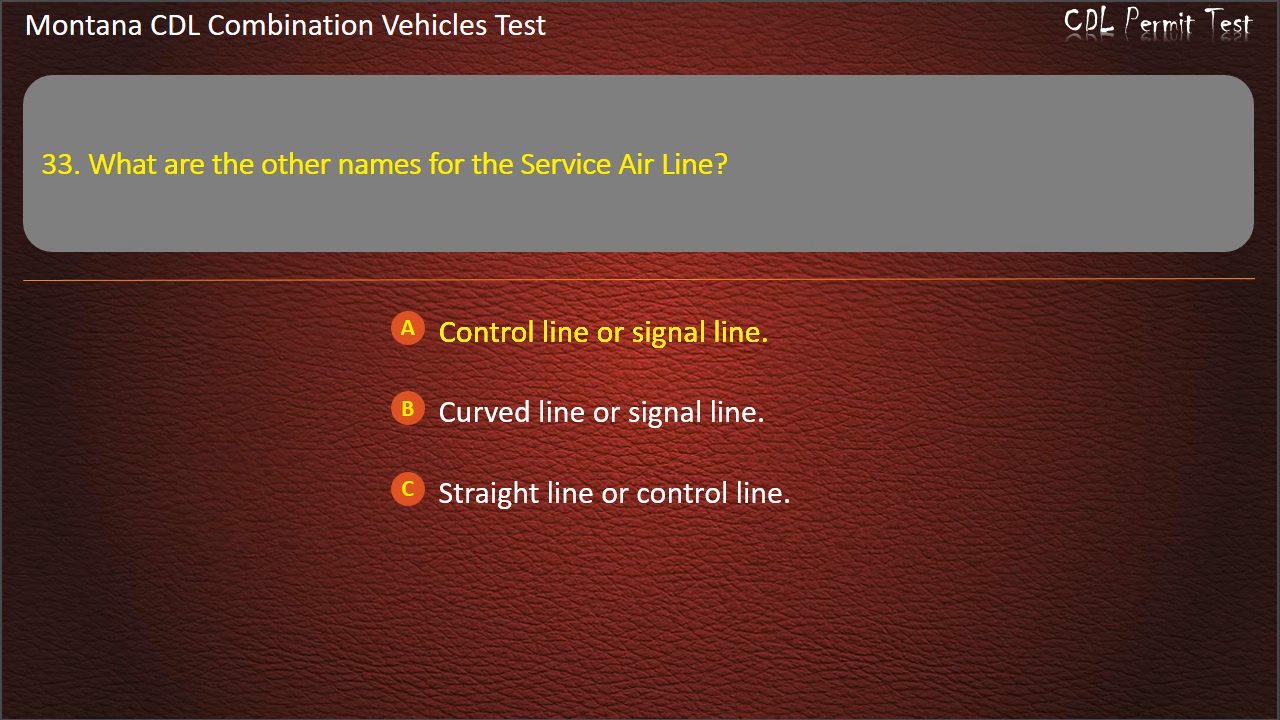 Montana CDL Combination Vehicles Test
CDL Permit Test
33. What are the other names for the Service Air Line?
A Control line or signal line.
B Curved line or signal line.
C Straight line or control line.